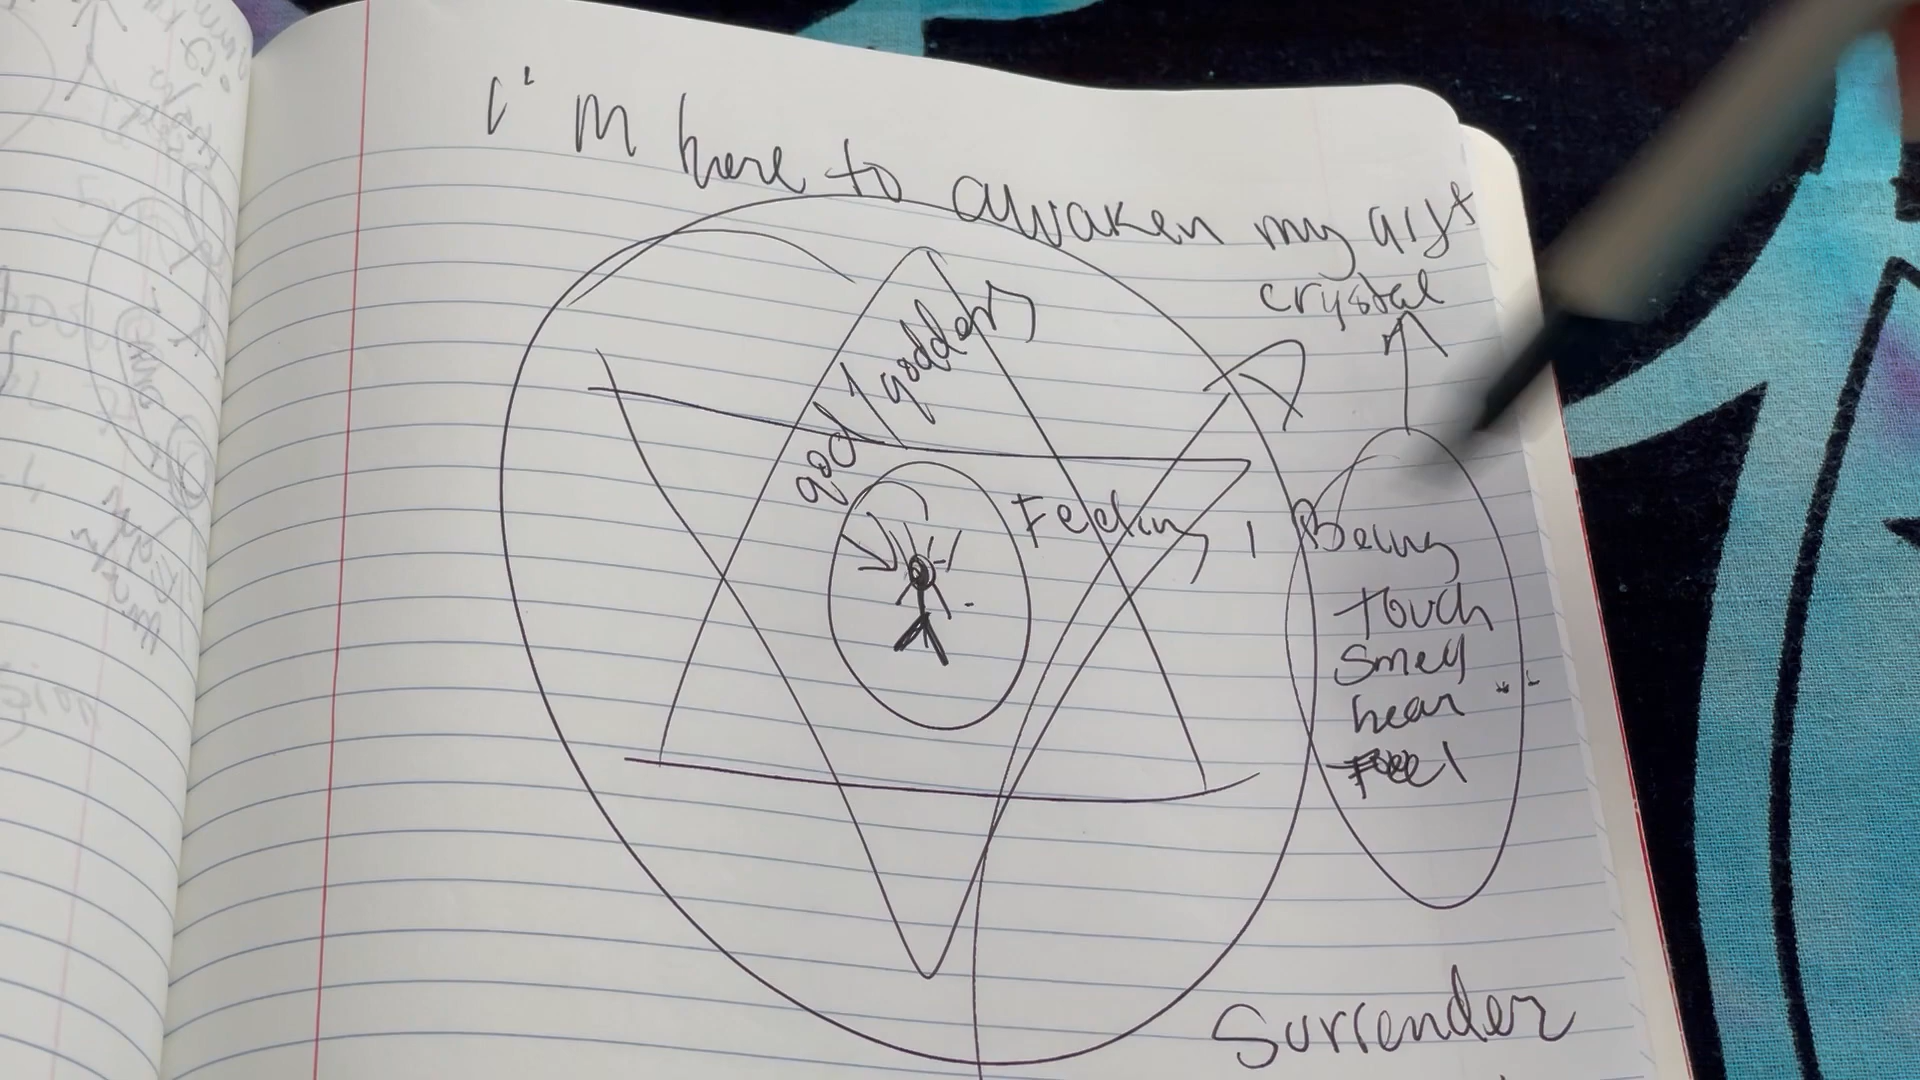 i'm here to awaken my gift
crystal
god/goddess
Feeling
Being
touch
smell
hear
Feel
Surrender